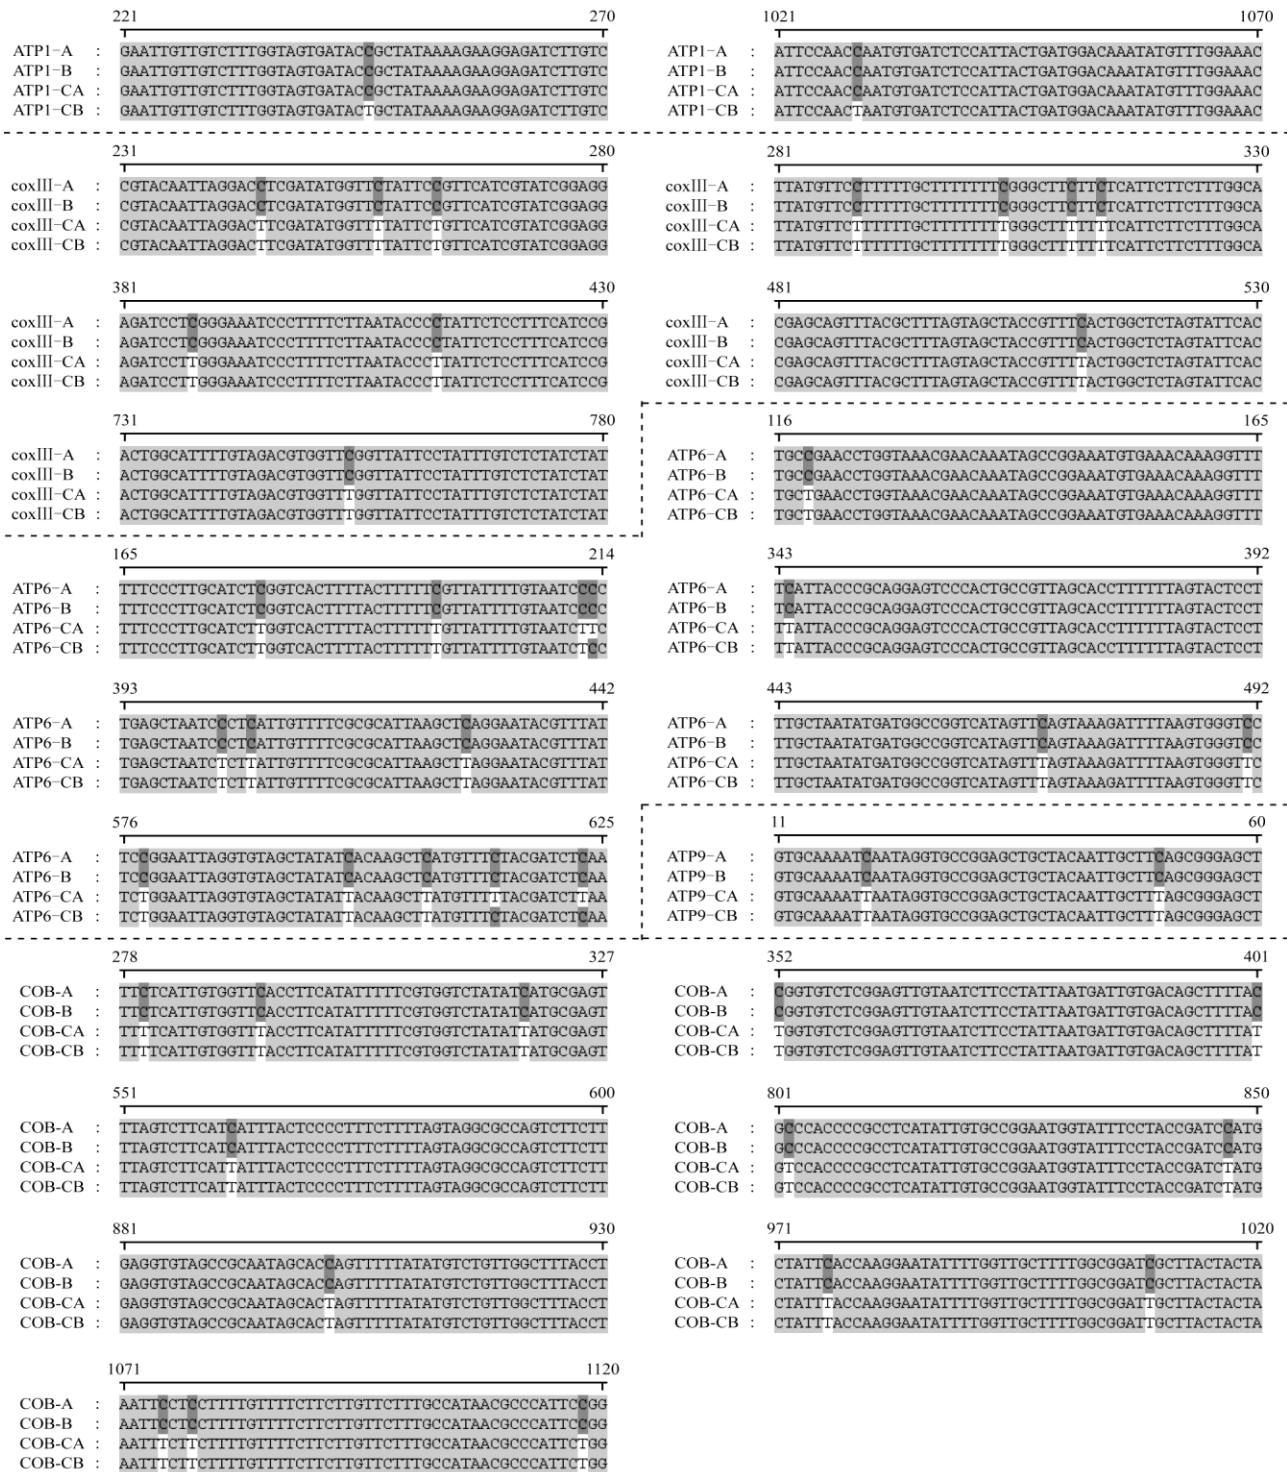 221 270
ATP1-A : GAATTGTTGTCTTTGGTAGTGATACCGCTATAAAAGAAGGAGATCTTGTC
ATP1-B : GAATTGTTGTCTTTGGTAGTGATACCGCTATAAAAGAAGGAGATCTTGTC
ATP1-CA : GAATTGTTGTCTTTGGTAGTGATACCGCTATAAAAGAAGGAGATCTTGTC
ATP1-CB : GAATTGTTGTCTTTGGTAGTGATACTGCTATAAAAGAAGGAGATCTTGTC
1021 1070
ATP1-A : ATTCCAACCAATGTGATCTCCATTACTGATGGACAAATATGTTTGGAAAC
ATP1-B : ATTCCAACCAATGTGATCTCCATTACTGATGGACAAATATGTTTGGAAAC
ATP1-CA : ATTCCAACCAATGTGATCTCCATTACTGATGGACAAATATGTTTGGAAAC
ATP1-CB : ATTCCAACTAATGTGATCTCCATTACTGATGGACAAATATGTTTGGAAAC
231 280
coxIII-A : CGTACAATTAGGACCTCGATATGGTTCTATTCCGTTCATCGTATCGGAGG
coxIII-B : CGTACAATTAGGACCTCGATATGGTTCTATTCCGTTCATCGTATCGGAGG
coxIII-CA : CGTACAATTAGGACTTCGATATGGTTTTATTCTGTTCATCGTATCGGAGG
coxIII-CB : CGTACAATTAGGACTTCGATATGGTTTTATTCTGTTCATCGTATCGGAGG
281 330
coxIII-A : TTATGTTCCTTTTTGCTTTTTTTCGGGCTTCTTCTCATTCTTCTTTGGCA
coxIII-B : TTATGTTCCTTTTTGCTTTTTTTCGGGCTTCTTCTCATTCTTCTTTGGCA
coxIII-CA : TTATGTTCTTTTTTGCTTTTTTTTGGGCTTTTTTTCATTCTTCTTTGGCA
coxIII-CB : TTATGTTCTTTTTTGCTTTTTTTTGGGCTTTTTTTCATTCTTCTTTGGCA
381 430
coxIII-A : AGATCCTCGGGAAATCCCTTTTCTTAATACCCCTATTCTCCTTTCATCCG
coxIII-B : AGATCCTCGGGAAATCCCTTTTCTTAATACCCCTATTCTCCTTTCATCCG
coxIII-CA : AGATCCTTGGGAAATCCCTTTTCTTAATACCCTTATTCTCCTTTCATCCG
coxIII-CB : AGATCCTTGGGAAATCCCTTTTCTTAATACCCTTATTCTCCTTTCATCCG
481 530
coxIII-A : CGAGCAGTTTACGCTTTAGTAGCTACCGTTTCACTGGCTCTAGTATTCAC
coxIII-B : CGAGCAGTTTACGCTTTAGTAGCTACCGTTTCACTGGCTCTAGTATTCAC
coxIII-CA : CGAGCAGTTTACGCTTTAGTAGCTACCGTTTTACTGGCTCTAGTATTCAC
coxIII-CB : CGAGCAGTTTACGCTTTAGTAGCTACCGTTTTACTGGCTCTAGTATTCAC
731 780
coxIII-A : ACTGGCATTTTGTAGACGTGGTTCGGTTATTCCTATTTGTCTCTATCTAT
coxIII-B : ACTGGCATTTTGTAGACGTGGTTCGGTTATTCCTATTTGTCTCTATCTAT
coxIII-CA : ACTGGCATTTTGTAGACGTGGTTTGGTTATTCCTATTTGTCTCTATCTAT
coxIII-CB : ACTGGCATTTTGTAGACGTGGTTTGGTTATTCCTATTTGTCTCTATCTAT
116 165
ATP6-A : TGCCGAACCTGGTAAACGAACAAATAGCCGGAAATGTGAAACAAAGGTTT
ATP6-B : TGCCGAACCTGGTAAACGAACAAATAGCCGGAAATGTGAAACAAAGGTTT
ATP6-CA : TGCTGAACCTGGTAAACGAACAAATAGCCGGAAATGTGAAACAAAGGTTT
ATP6-CB : TGCTGAACCTGGTAAACGAACAAATAGCCGGAAATGTGAAACAAAGGTTT
165 214
ATP6-A : TTTCCCTTGCATCTCGGTCACTTTTACTTTTTCGTTATTTTGTAATCCCC
ATP6-B : TTTCCCTTGCATCTCGGTCACTTTTACTTTTTCGTTATTTTGTAATCCCC
ATP6-CA : TTTCCCTTGCATCTTGGTCACTTTTACTTTTTTGTTATTTTGTAATCTTC
ATP6-CB : TTTCCCTTGCATCTTGGTCACTTTTACTTTTTTGTTATTTTGTAATCTCC
343 392
ATP6-A : TCATTACCCGCAGGAGTCCCACTGCCGTTAGCACCTTTTTTAGTACTCCT
ATP6-B : TCATTACCCGCAGGAGTCCCACTGCCGTTAGCACCTTTTTTAGTACTCCT
ATP6-CA : TTATTACCCGCAGGAGTCCCACTGCCGTTAGCACCTTTTTTAGTACTCCT
ATP6-CB : TTATTACCCGCAGGAGTCCCACTGCCGTTAGCACCTTTTTTAGTACTCCT
393 442
ATP6-A : TGAGCTAATCCCTCATTGTTTTCGCGCATTAAGCTCAGGAATACGTTTAT
ATP6-B : TGAGCTAATCCCTCATTGTTTTCGCGCATTAAGCTCAGGAATACGTTTAT
ATP6-CA : TGAGCTAATCTCTTATTGTTTTCGCGCATTAAGCTTAGGAATACGTTTAT
ATP6-CB : TGAGCTAATCTCTTATTGTTTTCGCGCATTAAGCTTAGGAATACGTTTAT
443 492
ATP6-A : TTGCTAATATGATGGCCGGTCATAGTTCAGTAAAGATTTTAAGTGGGTCC
ATP6-B : TTGCTAATATGATGGCCGGTCATAGTTCAGTAAAGATTTTAAGTGGGTCC
ATP6-CA : TTGCTAATATGATGGCCGGTCATAGTTTAGTAAAGATTTTAAGTGGGTTC
ATP6-CB : TTGCTAATATGATGGCCGGTCATAGTTTAGTAAAGATTTTAAGTGGGTTC
576 625
ATP6-A : TCCGGAATTAGGTGTAGCTATATCACAAGCTCATGTTTCTACGATCTCAA
ATP6-B : TCCGGAATTAGGTGTAGCTATATCACAAGCTCATGTTTCTACGATCTCAA
ATP6-CA : TCTGGAATTAGGTGTAGCTATATTACAAGCTTATGTTTTTACGATCTTAA
ATP6-CB : TCTGGAATTAGGTGTAGCTATATTACAAGCTTATGTTTCTACGATCTCAA
11 60
ATP9-A : GTGCAAAATCAATAGGTGCCGGAGCTGCTACAATTGCTTCAGCGGGAGCT
ATP9-B : GTGCAAAATCAATAGGTGCCGGAGCTGCTACAATTGCTTCAGCGGGAGCT
ATP9-CA : GTGCAAAATTAATAGGTGCCGGAGCTGCTACAATTGCTTTAGCGGGAGCT
ATP9-CB : GTGCAAAATTAATAGGTGCCGGAGCTGCTACAATTGCTTTAGCGGGAGCT
278 327
COB-A : TTCTCATTGTGGTTCACCTTCATATTTTTCGTGGTCTATATCATGCGAGT
COB-B : TTCTCATTGTGGTTCACCTTCATATTTTTCGTGGTCTATATCATGCGAGT
COB-CA : TTTTCATTGTGGTTTACCTTCATATTTTTCGTGGTCTATATTATGCGAGT
COB-CB : TTTTCATTGTGGTTTACCTTCATATTTTTCGTGGTCTATATTATGCGAGT
352 401
COB-A : CGGTGTCTCGGAGTTGTAATCTTCCTATTAATGATTGTGACAGCTTTTAC
COB-B : CGGTGTCTCGGAGTTGTAATCTTCCTATTAATGATTGTGACAGCTTTTAC
COB-CA : TGGTGTCTCGGAGTTGTAATCTTCCTATTAATGATTGTGACAGCTTTTAT
COB-CB : TGGTGTCTCGGAGTTGTAATCTTCCTATTAATGATTGTGACAGCTTTTAT
551 600
COB-A : TTAGTCTTCATCATTTACTCCCCTTTCTTTTAGTAGGCGCCAGTCTTCTT
COB-B : TTAGTCTTCATCATTTACTCCCCTTTCTTTTAGTAGGCGCCAGTCTTCTT
COB-CA : TTAGTCTTCATTATTTACTCCCCTTTCTTTTAGTAGGCGCCAGTCTTCTT
COB-CB : TTAGTCTTCATTATTTACTCCCCTTTCTTTTAGTAGGCGCCAGTCTTCTT
801 850
COB-A : GCCCACCCCGCCTCATATTGTGCCGGAATGGTATTTCCTACCGATCCATG
COB-B : GCCCACCCCGCCTCATATTGTGCCGGAATGGTATTTCCTACCGATCCATG
COB-CA : GTCCACCCCGCCTCATATTGTGCCGGAATGGTATTTCCTACCGATCTATG
COB-CB : GTCCACCCCGCCTCATATTGTGCCGGAATGGTATTTCCTACCGATCTATG
881 930
COB-A : GAGGTGTAGCCGCAATAGCACCAGTTTTTATATGTCTGTTGGCTTTACCT
COB-B : GAGGTGTAGCCGCAATAGCACCAGTTTTTATATGTCTGTTGGCTTTACCT
COB-CA : GAGGTGTAGCCGCAATAGCACTAGTTTTTATATGTCTGTTGGCTTTACCT
COB-CB : GAGGTGTAGCCGCAATAGCACTAGTTTTTATATGTCTGTTGGCTTTACCT
971 1020
COB-A : CTATTCACCAAGGAATATTTTGGTTGCTTTTGGCGGATCGCTTACTACTA
COB-B : CTATTCACCAAGGAATATTTTGGTTGCTTTTGGCGGATCGCTTACTACTA
COB-CA : CTATTTACCAAGGAATATTTTGGTTGCTTTTGGCGGATTGCTTACTACTA
COB-CB : CTATTTACCAAGGAATATTTTGGTTGCTTTTGGCGGATTGCTTACTACTA
1071 1120
COB-A : AATTCCTCCTTTTGTTTTCTTCTTGTTCTTTGCCATAACGCCCATTCCGG
COB-B : AATTCCTCCTTTTGTTTTCTTCTTGTTCTTTGCCATAACGCCCATTCCGG
COB-CA : AATTTCTTCTTTTGTTTTCTTCTTGTTCTTTGCCATAACGCCCATTCTGG
COB-CB : AATTTCTTCTTTTGTTTTCTTCTTGTTCTTTGCCATAACGCCCATTCTGG